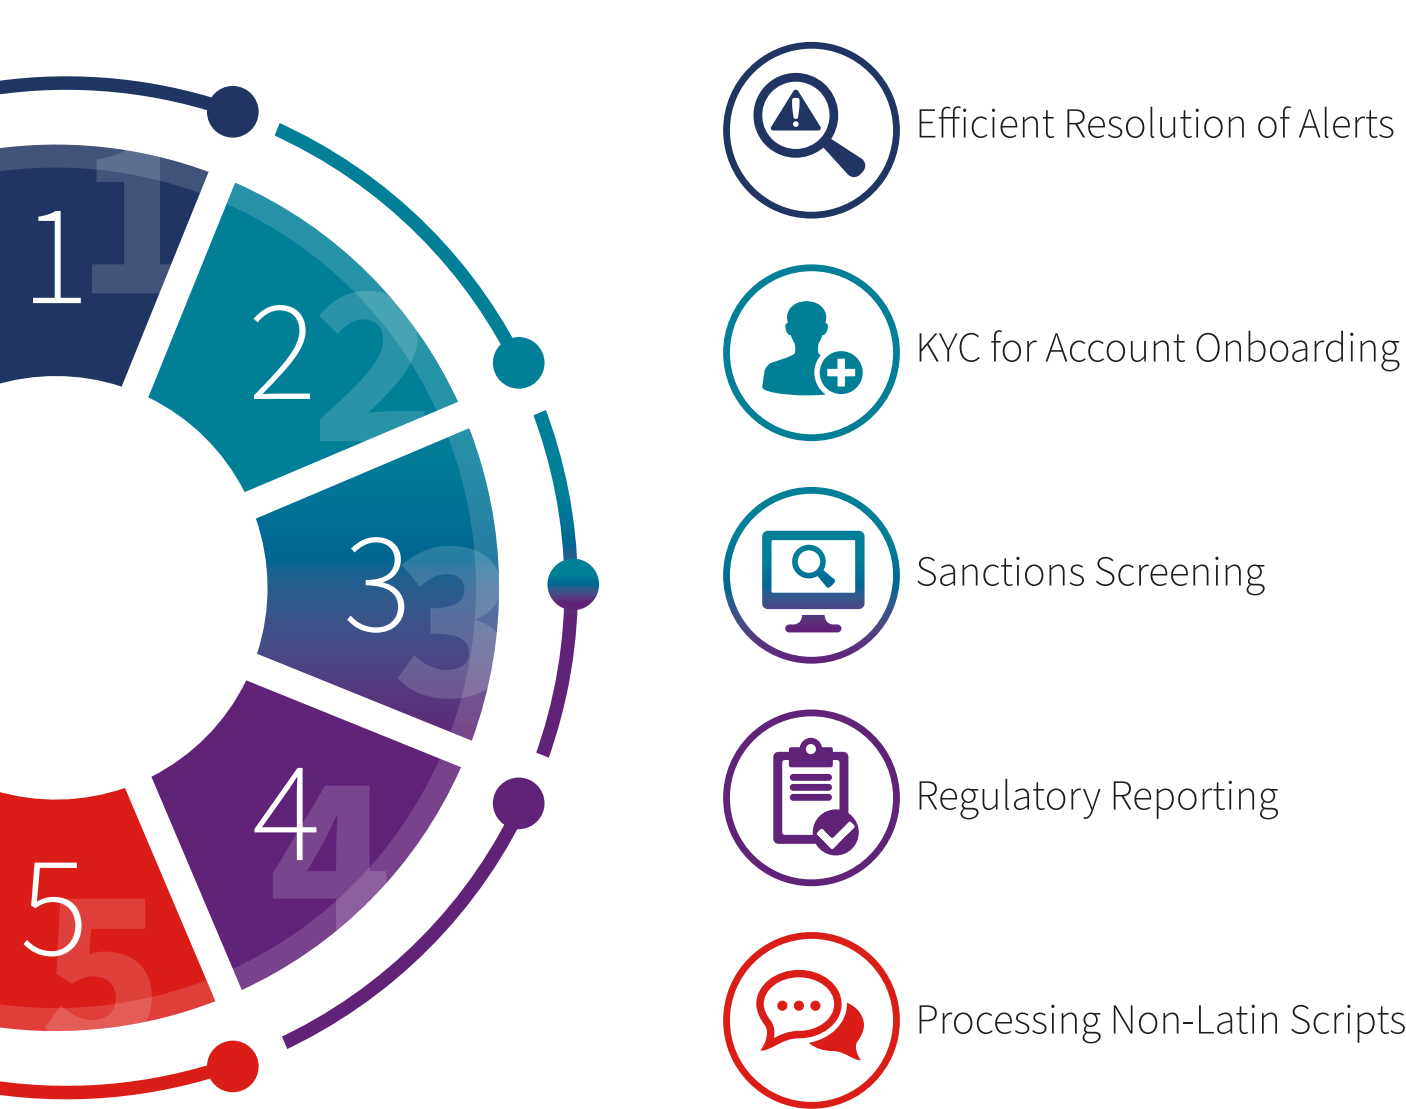 1
Efficient Resolution of Alerts
2
KYC for Account Onboarding
3
Sanctions Screening
4
Regulatory Reporting
5
Processing Non-Latin Scripts